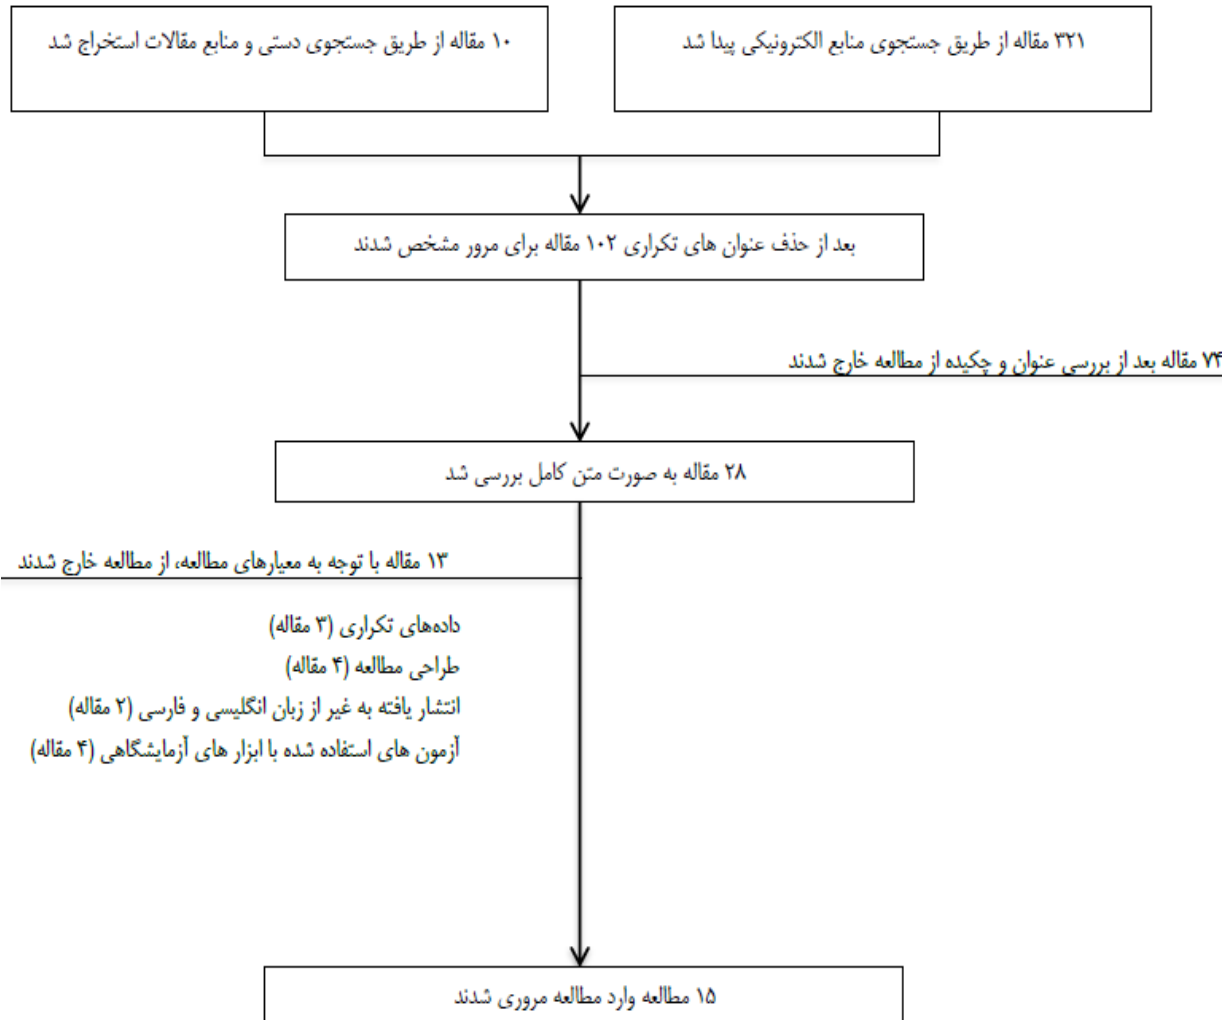 ۳۲۱ مقاله از طریق جستجوی منابع الکترونیکی پیدا شد
۱۰ مقاله از طریق جستجوی دستی و منابع مقالات استخراج شد
بعد از حذف عنوان های تکراری ۱۰۲ مقاله برای مرور مشخص شدند
۷۴ مقاله بعد از بررسی عنوان و چکیده از مطالعه خارج شدند
۲۸ مقاله به صورت متن کامل بررسی شد
۱۳ مقاله با توجه به معیارهای مطالعه، از مطالعه خارج شدند
داده‌های تکراری (۳ مقاله)
طراحی مطالعه (۴ مقاله)
انتشار یافته به غیر از زبان انگلیسی و فارسی (۲ مقاله)
آزمون های استفاده شده با ابزار های آزمایشگاهی (۴ مقاله)
۱۵ مطالعه وارد مطالعه مروری شدند